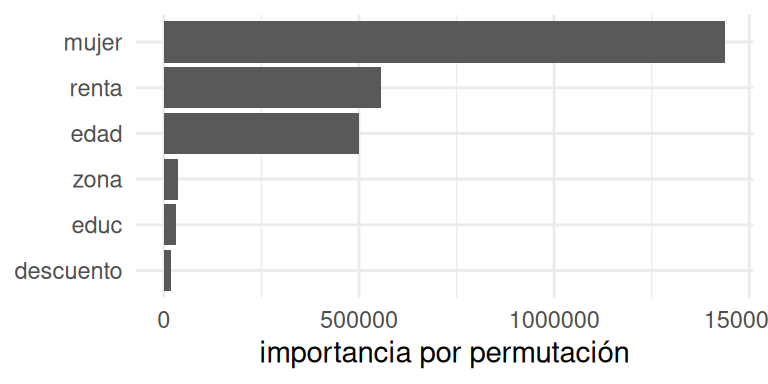 mujer
renta
edad
zona
educ
descuento
0 500000 1000000 15000
importancia por permutación